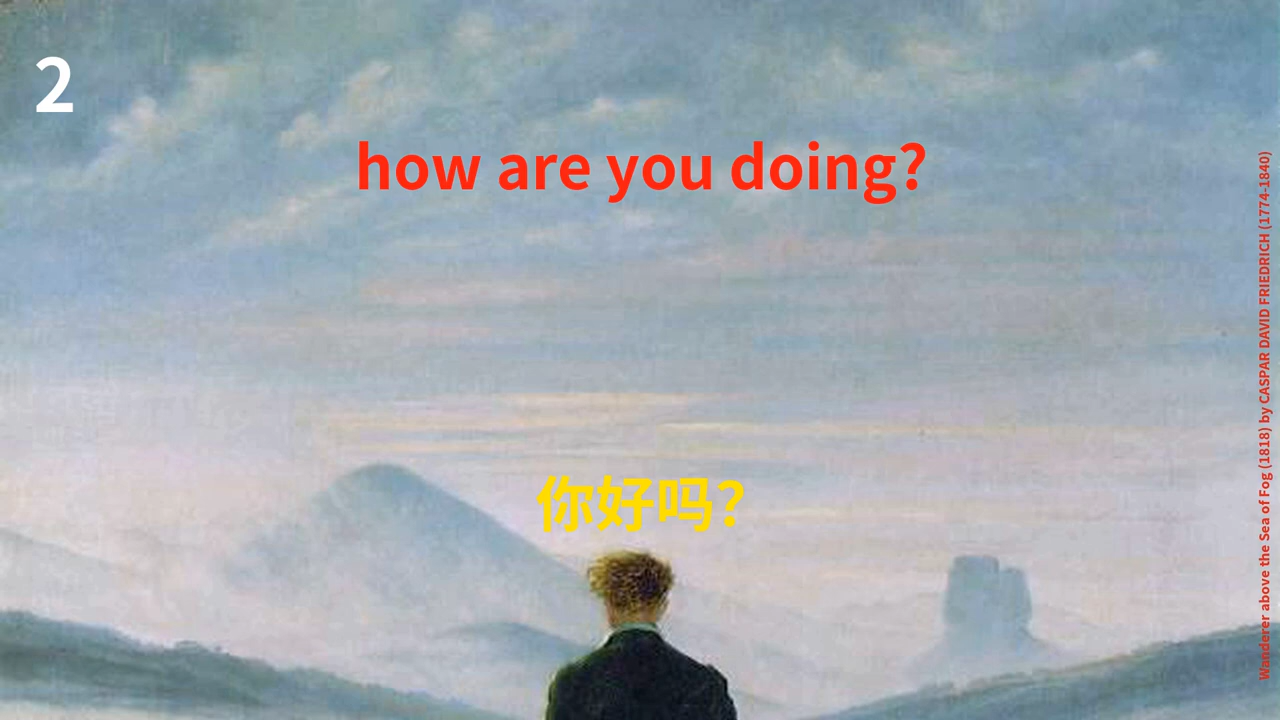 2
how are you doing?
你好吗?
Wanderer above the Sea of Fog (1818) by CASPAR DAVID FRIEDRICH (1774-1840)